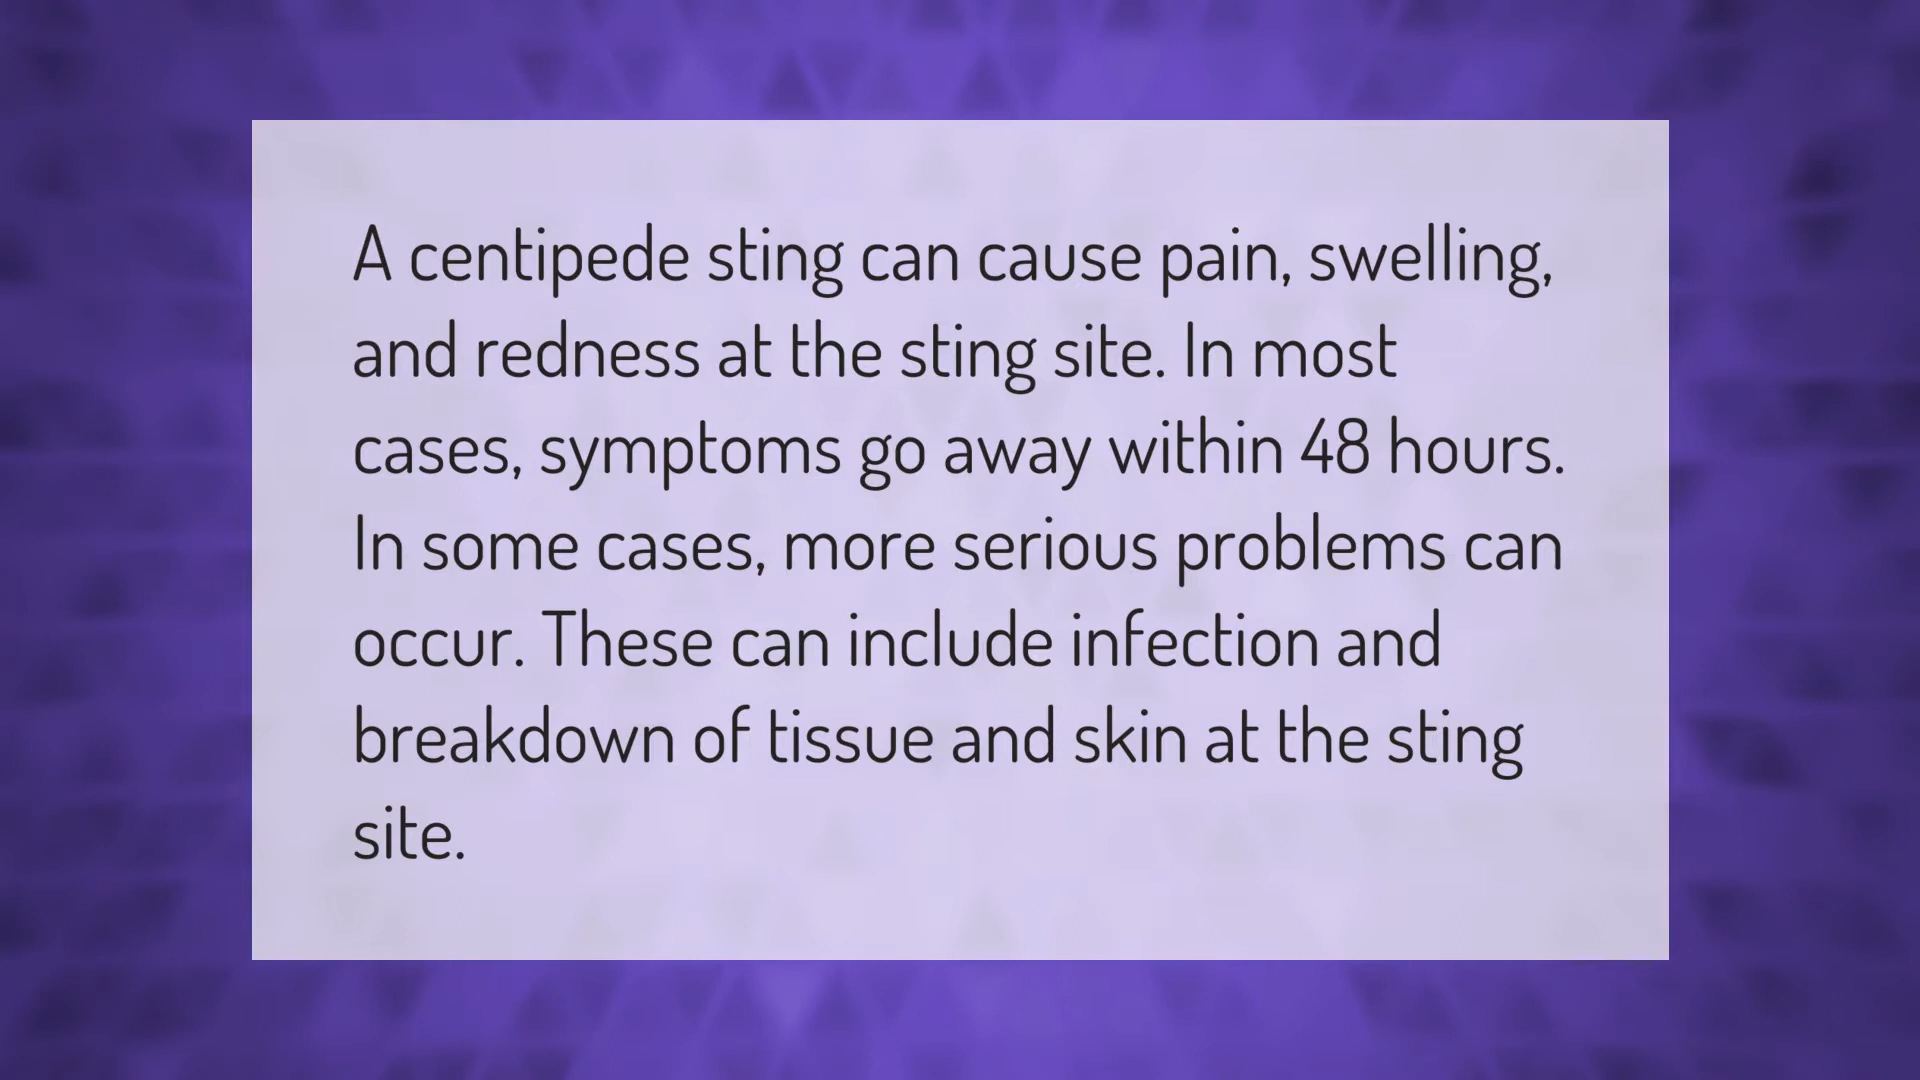 A centipede sting can cause pain, swelling,
and redness at the sting site. In most
cases, symptoms go away within 48 hours.
In some cases, more serious problems can
occur. These can include infection and
breakdown of tissue and skin at the sting
site.